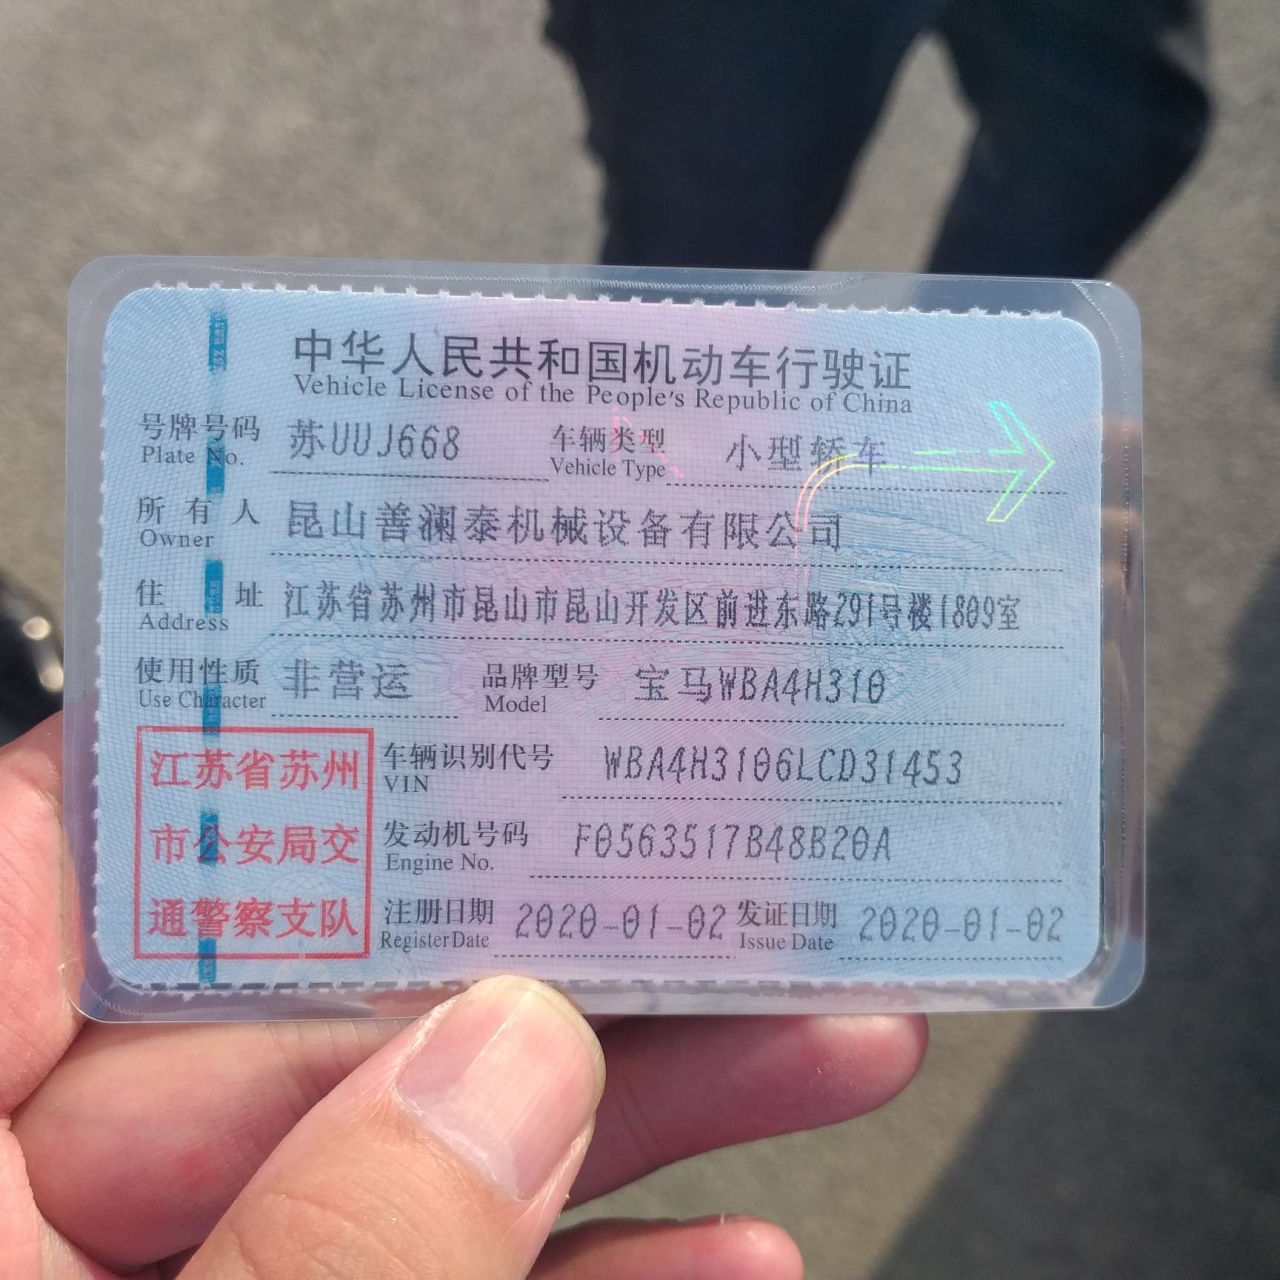 中华人民共和国机动车行驶证
Vehicle License of the People's Republic of China
号牌号码 苏UUJ668 车辆类型 小型轿车
Plate No. Vehicle Type
所有人 昆山善澜泰机械设备有限公司
Owner
住址 江苏省苏州市昆山市昆山开发区前进东路291号楼1809室
Address
使用性质 非营运 品牌型号 宝马WBA4H310
Use Character Model
江苏省苏州
市公安局交
通警察支队
车辆识别代号 WBA4H3106LCD31453
VIN
发动机号码 F0563517B48B20A
Engine No.
注册日期 2020-01-02 发证日期 2020-01-02
Register Date Issue Date